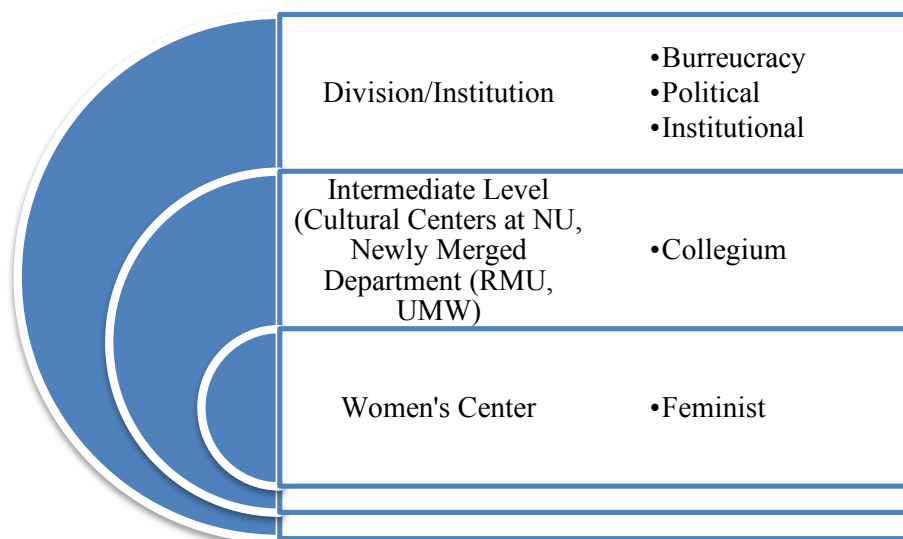 Division/Institution
•Burreucracy
•Political
•Institutional
Intermediate Level
(Cultural Centers at NU,
Newly Merged
Department (RMU,
UMW)
•Collegium
Women's Center
•Feminist